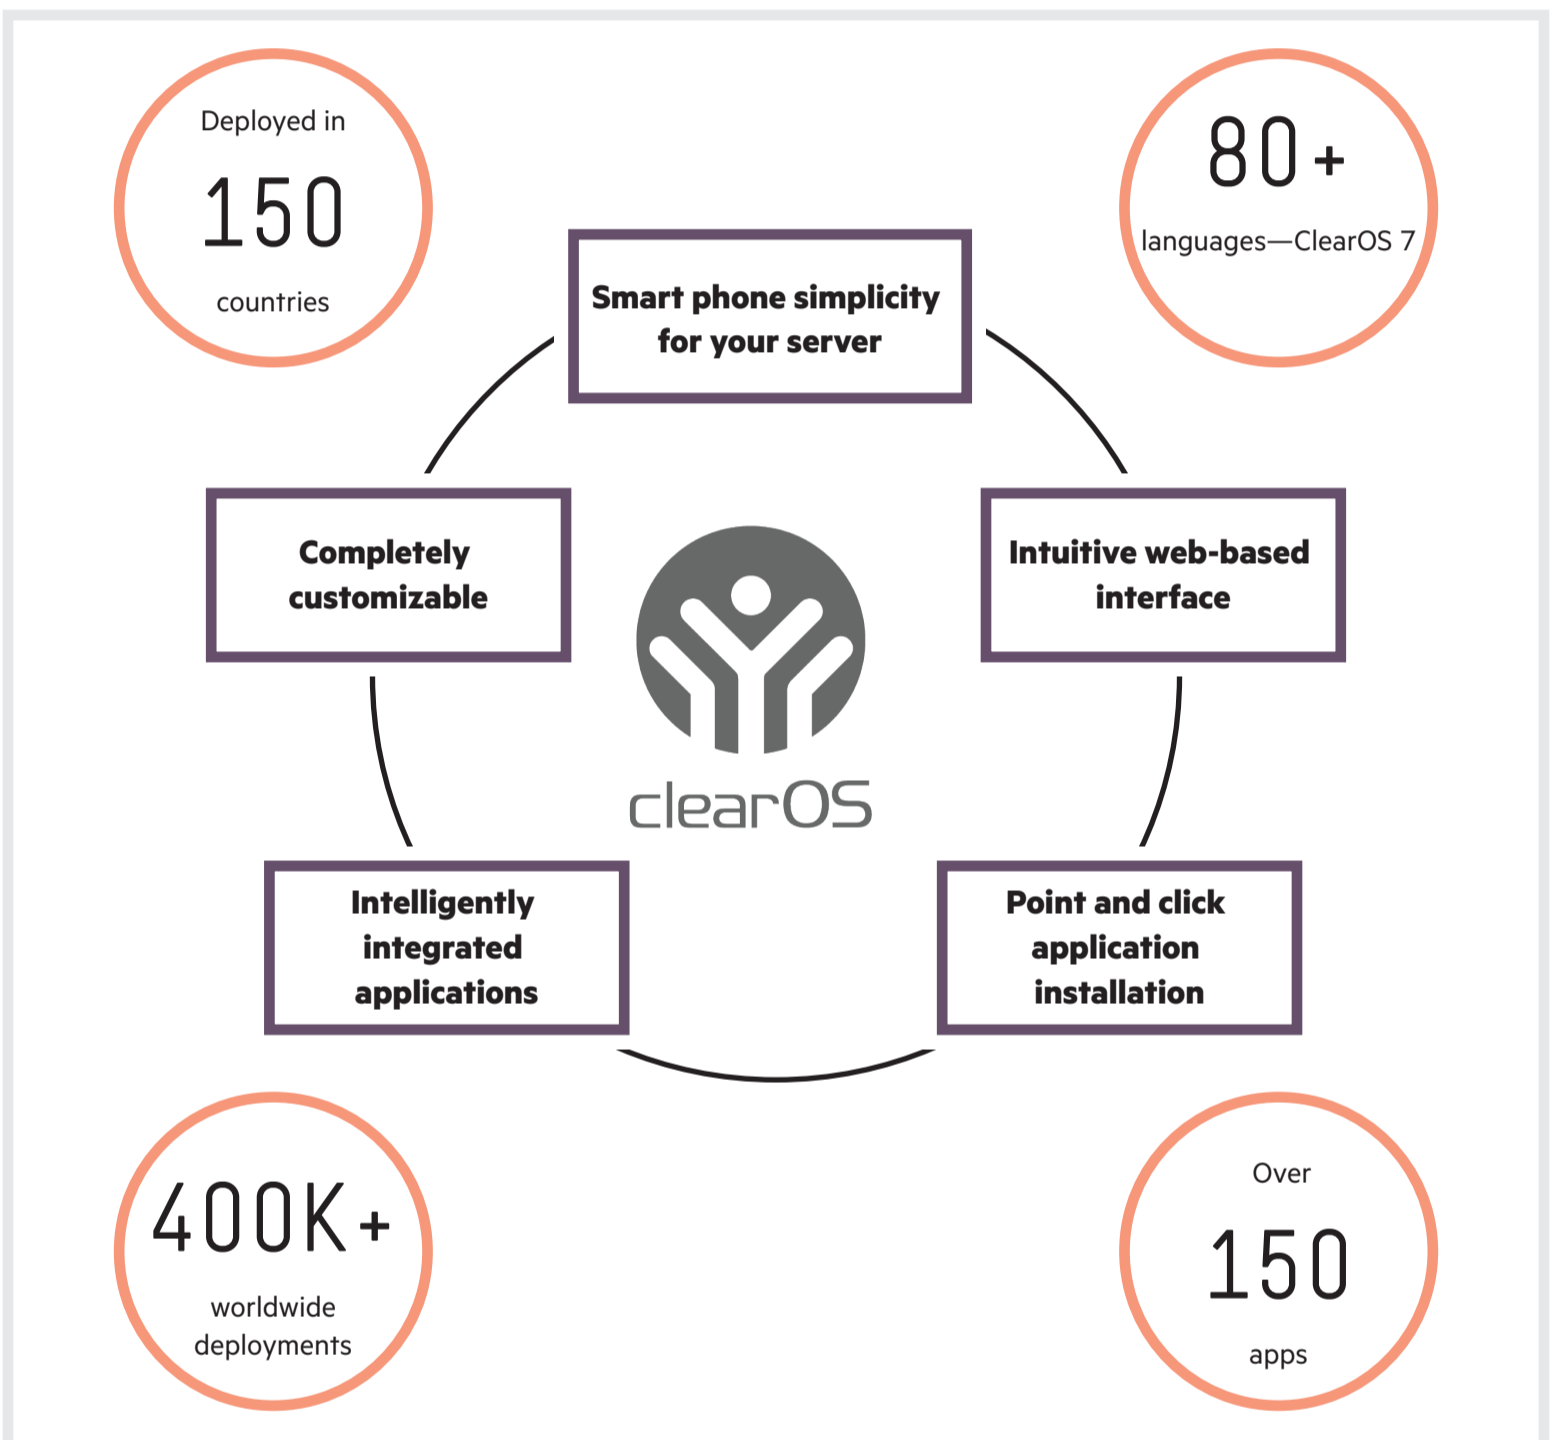 Deployed in
150
countries
80+
languages—ClearOS 7
Smart phone simplicity
for your server
Completely
customizable
Intuitive web-based
interface
clearOS
Intelligently
integrated
applications
Point and click
application
installation
400K+
worldwide
deployments
Over
150
apps